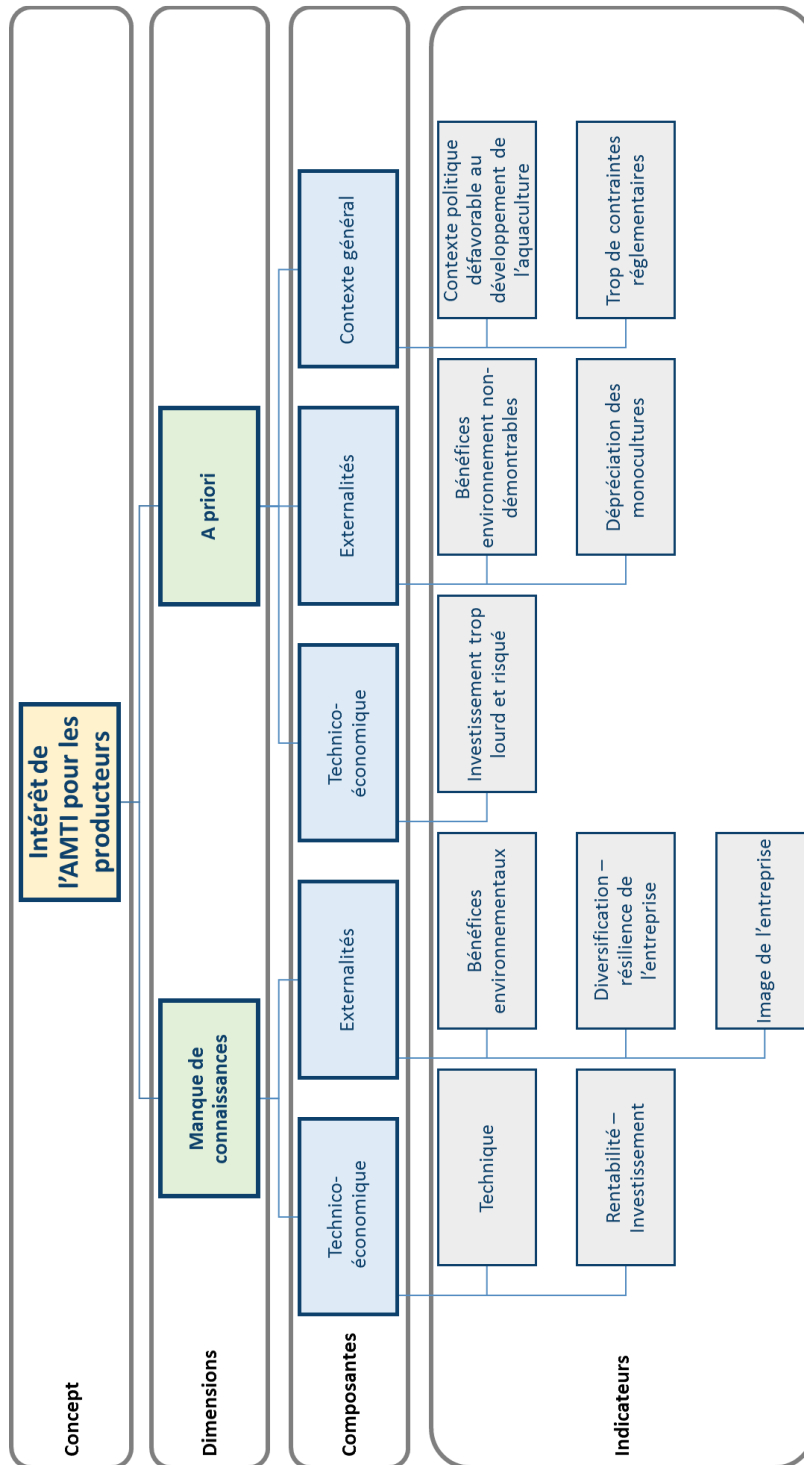 Concept
Intérêt de
l’AMTI pour les
producteurs
Dimensions
Manque de
connaissances
A priori
Composantes
Technico-
économique
Externalités
Technico-
économique
Externalités
Contexte général
Indicateurs
Technique
Bénéfices
environnementaux
Investissement trop
lourd et risqué
Bénéfices
environnement non-
démontrables
Contexte politique
défavorable au
développement de
l’aquaculture
Rentabilité –
Investissement
Diversification –
résilience de
l’entreprise
Dépréciation des
monocultures
Trop de contraintes
réglementaires
Image de l’entreprise